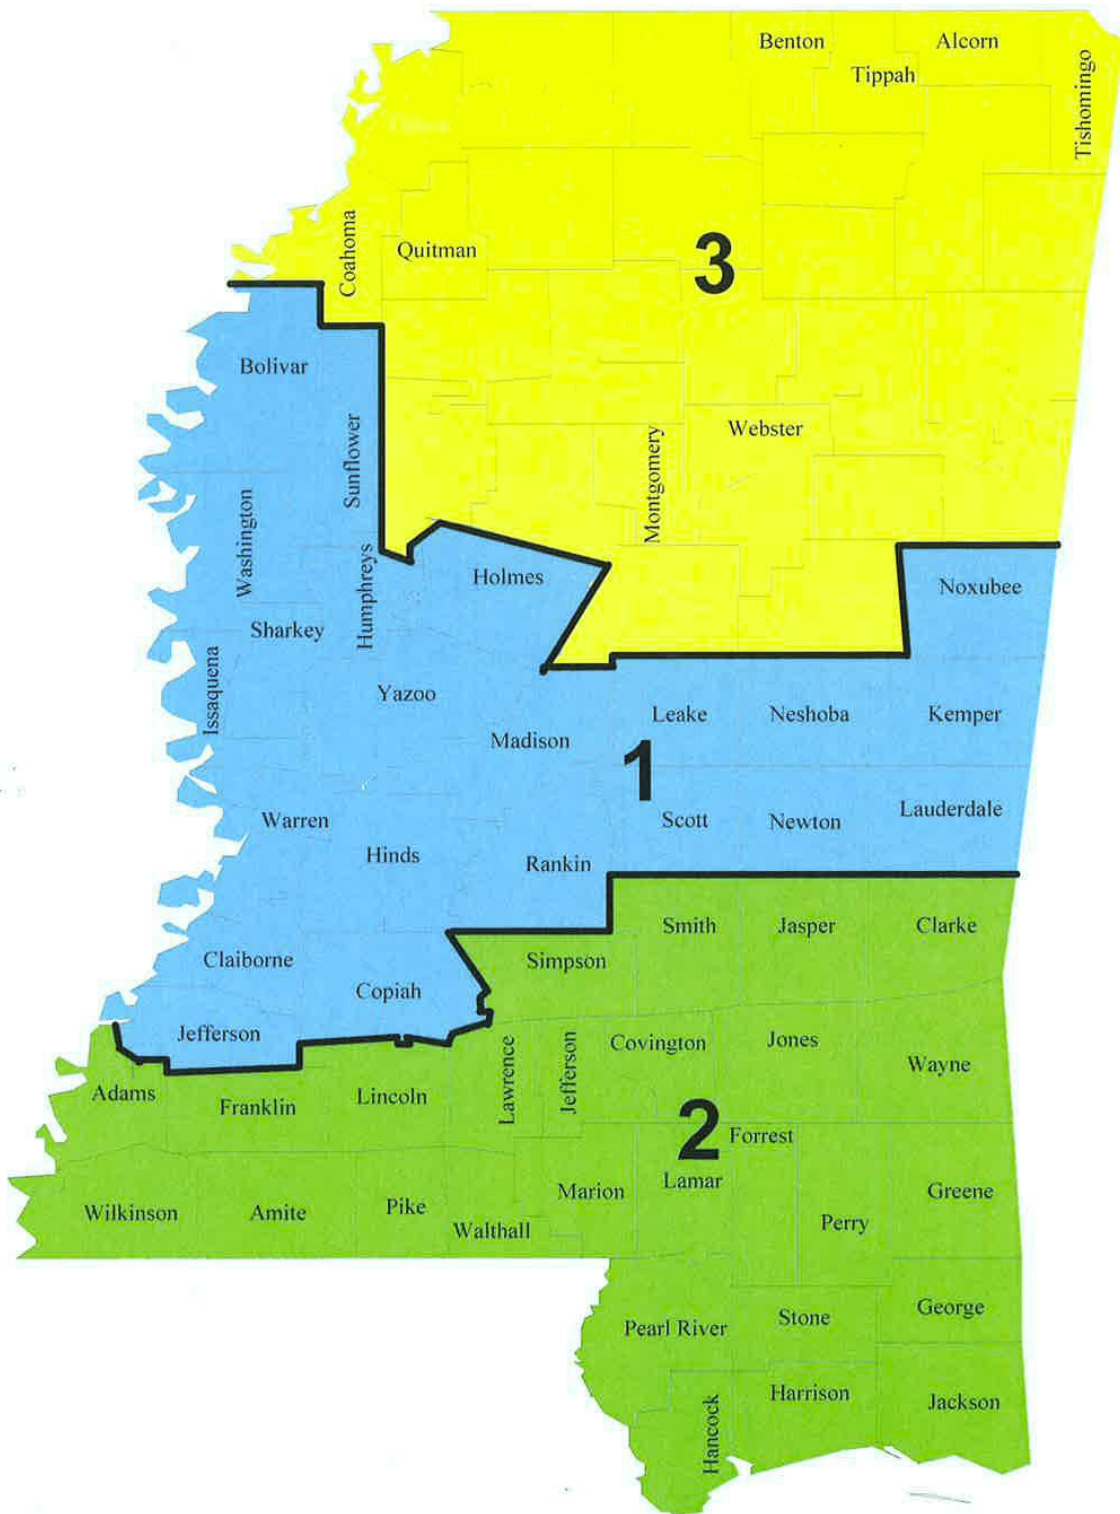 Benton
Alcorn
Tippah
Tishomingo
Coahoma
Quitman
3
Bolivar
Sunflower
Montgomery
Webster
Washington
Humphreys
Holmes
Noxubee
Sharkey
Issaquena
Yazoo
Madison
Leake
Neshoba
Kemper
1
Warren
Hinds
Rankin
Scott
Newton
Lauderdale
Claiborne
Copiah
Jefferson
Simpson
Smith
Jasper
Clarke
Adams
Franklin
Lincoln
Lawrence
Jefferson
Covington
Jones
Wayne
2
Forrest
Wilkinson
Amite
Pike
Walthall
Marion
Lamar
Perry
Greene
Pearl River
Stone
George
Hancock
Harrison
Jackson